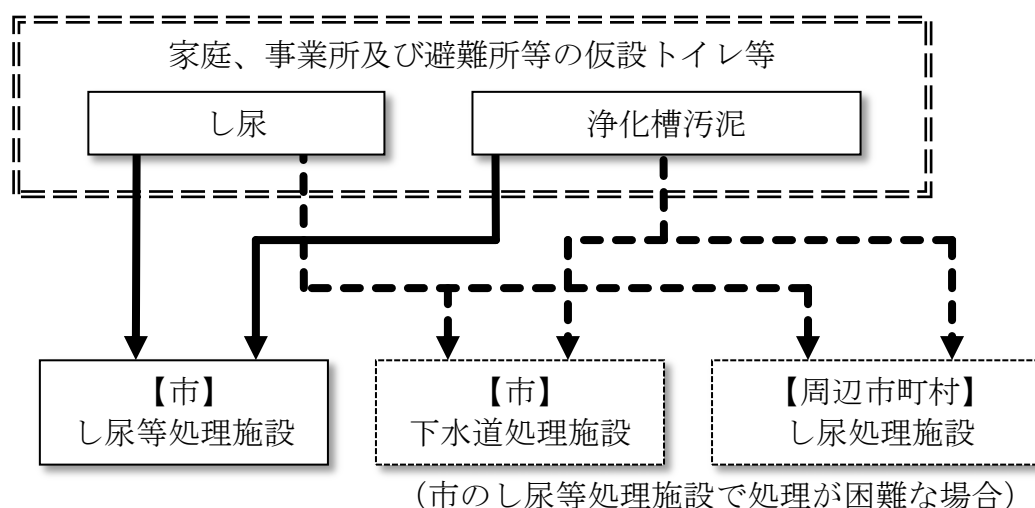 家庭、事業所及び避難所等の仮設トイレ等
し尿
浄化槽汚泥
【市】
し尿等処理施設
【市】
下水道処理施設
【周辺市町村】
し尿処理施設
（市のし尿等処理施設で処理が困難な場合）